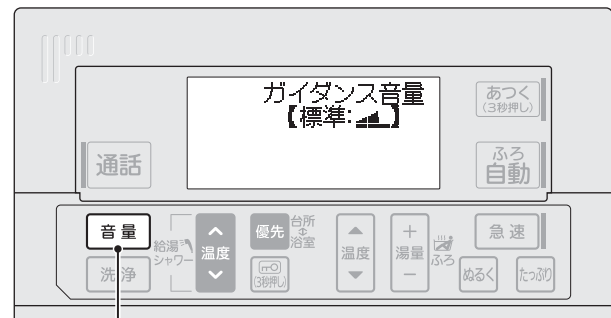 ガイダンス音量
【標準:】
あつく
(3秒押し)
通話
ふろ
自動
音量
給湯
シャワー
温度
優先
台所
浴室
温度
＋
湯量
－
ふろ
急速
洗浄
(3秒押し)
ぬるく
たっぷり